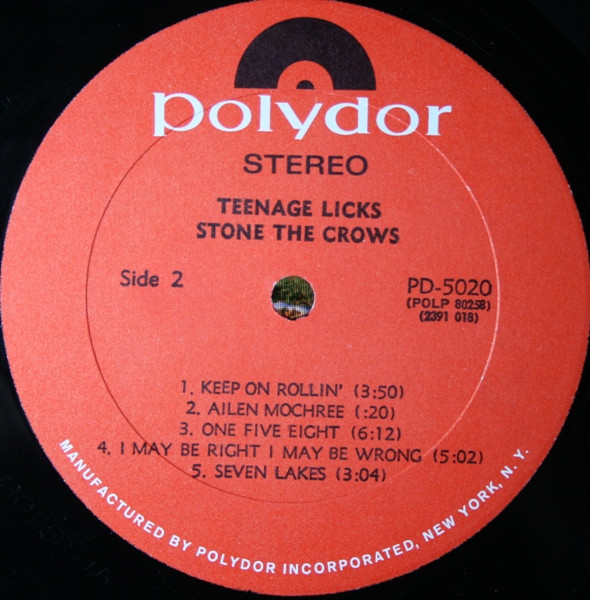 polydor
STEREO
TEENAGE LICKS
STONE THE CROWS
Side 2
PD-5020
(POLP 80258)
(2391 018)
1. KEEP ON ROLLIN' (3:50)
2. AILEN MOCHREE (:20)
3. ONE FIVE EIGHT (6:12)
4. I MAY BE RIGHT I MAY BE WRONG (5:02)
5. SEVEN LAKES (3:04)
MANUFACTURED BY POLYDOR INCORPORATED, NEW YORK, N. Y.